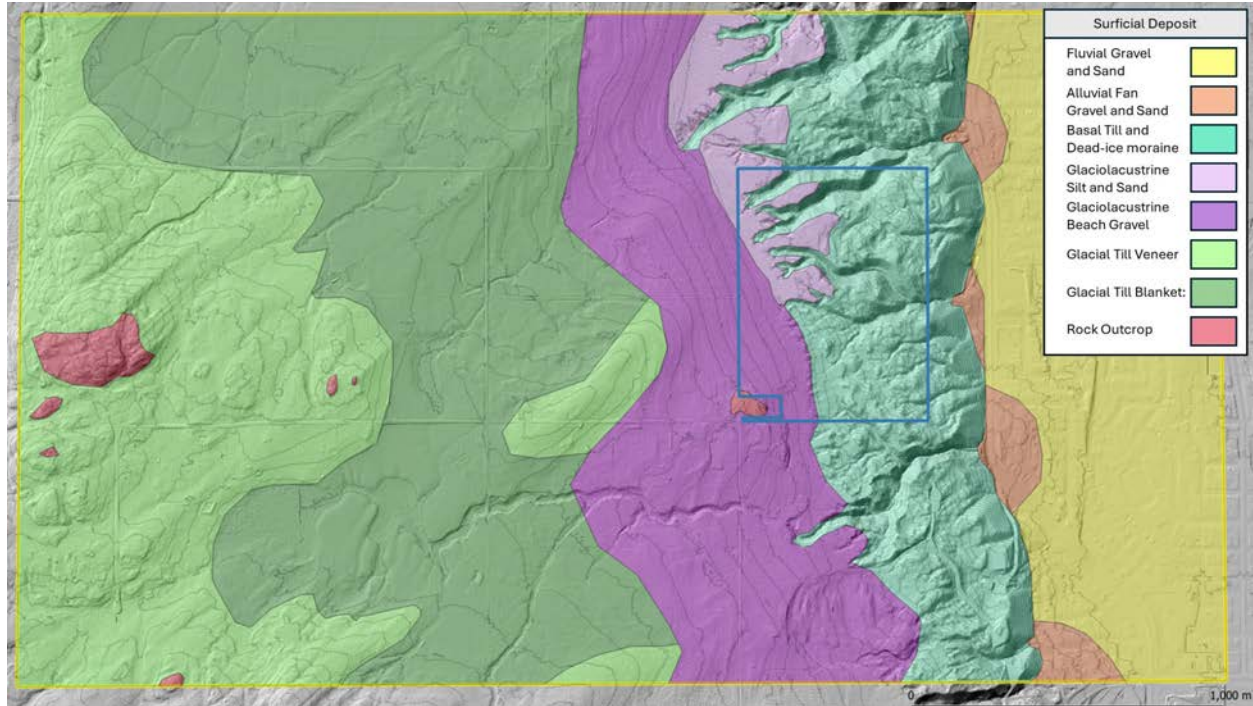 Surficial Deposit
Fluvial Gravel
and Sand
Alluvial Fan
Gravel and Sand
Basal Till and
Dead-ice moraine
Glaciolacustrine
Silt and Sand
Glaciolacustrine
Beach Gravel
Glacial Till Veneer
Glacial Till Blanket:
Rock Outcrop
0 1,000 m